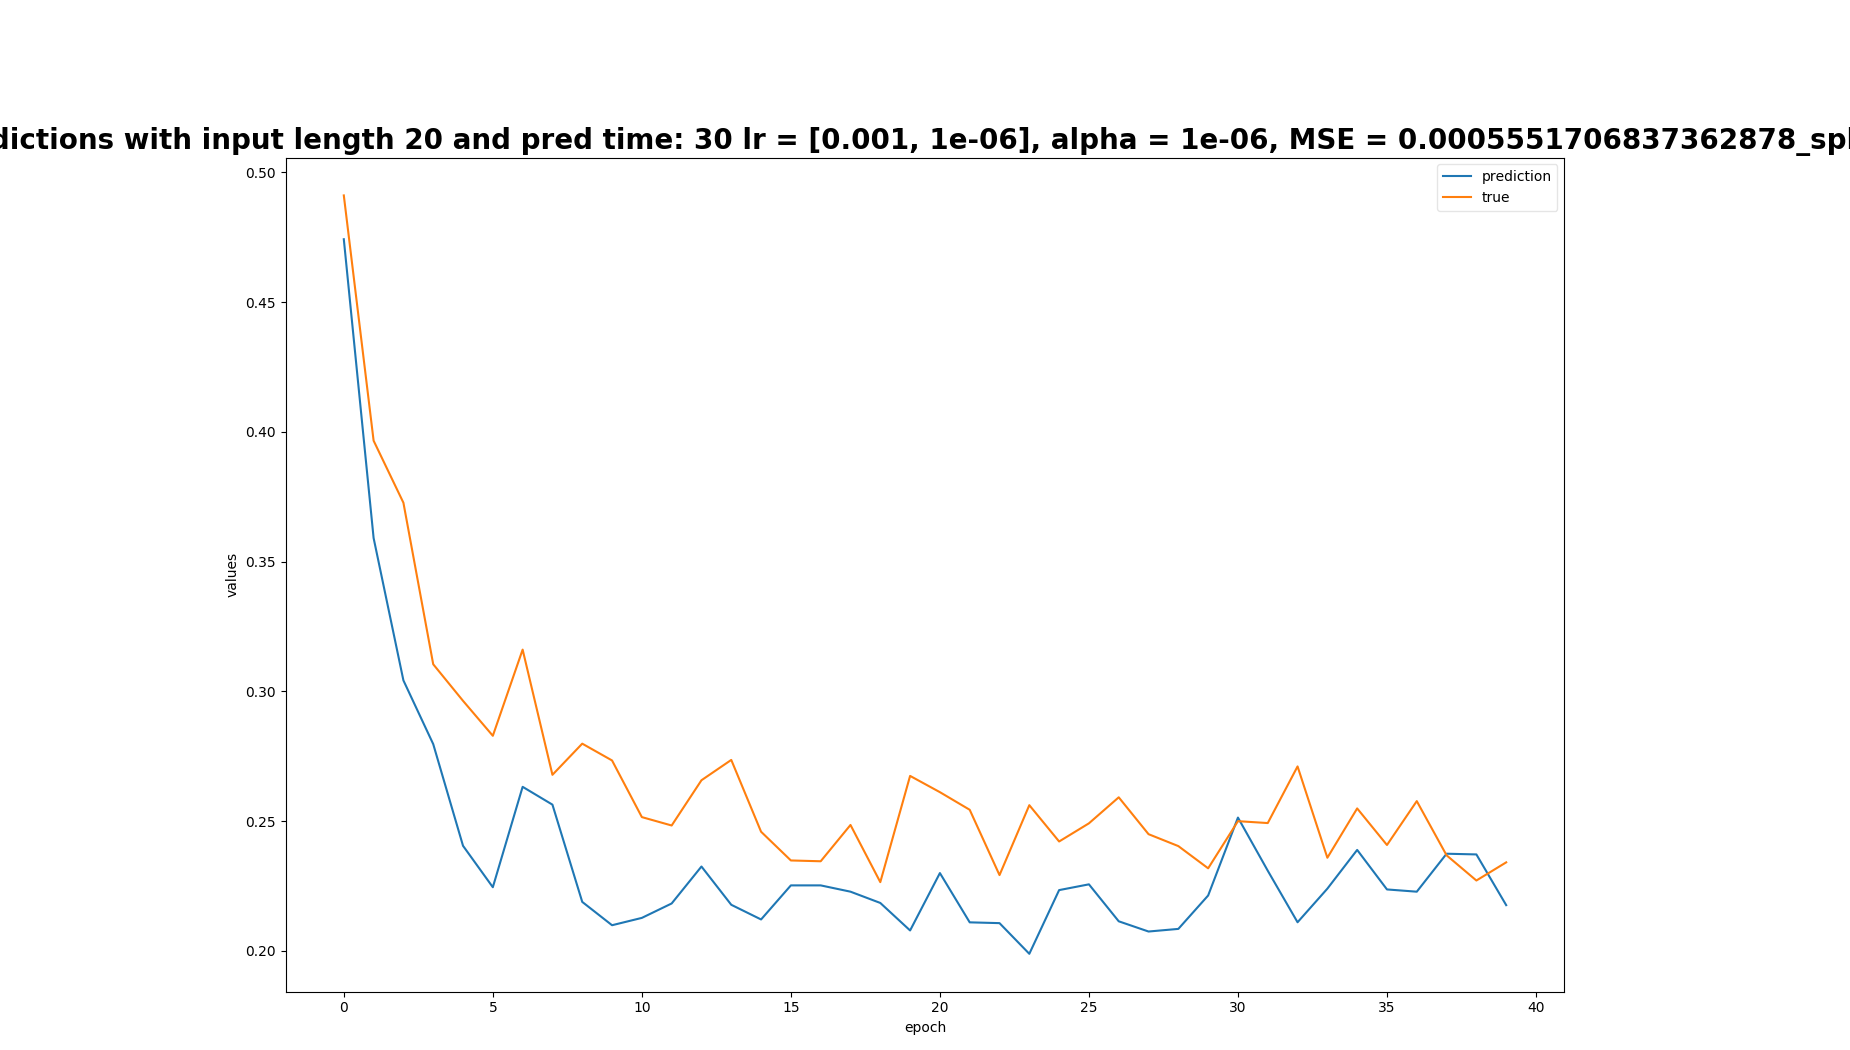 dictions with input length 20 and pred time: 30 lr = [0.001, 1e-06], alpha = 1e-06, MSE = 0.0005551706837362878_spl
prediction
true
0.50
0.45
0.40
0.35
0.30
0.25
0.20
values
0 5 10 15 20 25 30 35 40
epoch